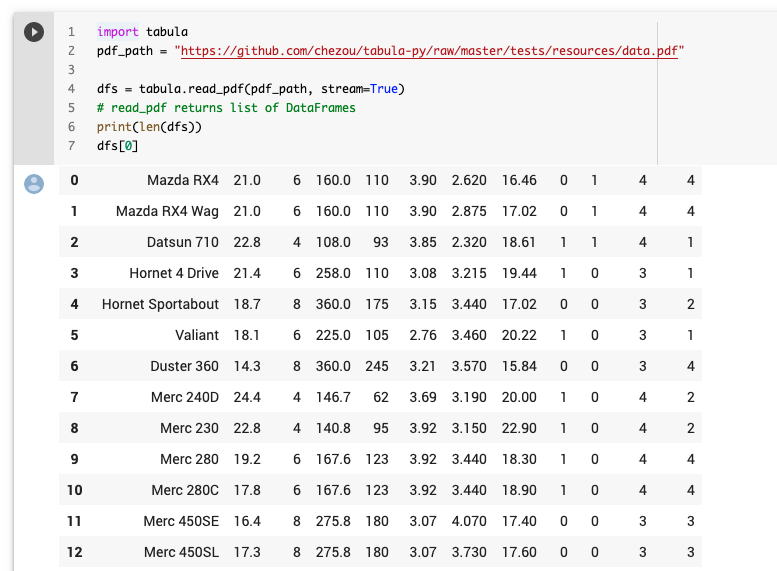 1 import tabula
2 pdf_path = "https://github.com/chezou/tabula-py/raw/master/tests/resources/data.pdf"
3
4 dfs = tabula.read_pdf(pdf_path, stream=True)
5 # read_pdf returns list of DataFrames
6 print(len(dfs))
7 dfs[0]
0 Mazda RX4 21.0 6 160.0 110 3.90 2.620 16.46 0 1 4 4
1 Mazda RX4 Wag 21.0 6 160.0 110 3.90 2.875 17.02 0 1 4 4
2 Datsun 710 22.8 4 108.0 93 3.85 2.320 18.61 1 1 4 1
3 Hornet 4 Drive 21.4 6 258.0 110 3.08 3.215 19.44 1 0 3 1
4 Hornet Sportabout 18.7 8 360.0 175 3.15 3.440 17.02 0 0 3 2
5 Valiant 18.1 6 225.0 105 2.76 3.460 20.22 1 0 3 1
6 Duster 360 14.3 8 360.0 245 3.21 3.570 15.84 0 0 3 4
7 Merc 240D 24.4 4 146.7 62 3.69 3.190 20.00 1 0 4 2
8 Merc 230 22.8 4 140.8 95 3.92 3.150 22.90 1 0 4 2
9 Merc 280 19.2 6 167.6 123 3.92 3.440 18.30 1 0 4 4
10 Merc 280C 17.8 6 167.6 123 3.92 3.440 18.90 1 0 4 4
11 Merc 450SE 16.4 8 275.8 180 3.07 4.070 17.40 0 0 3 3
12 Merc 450SL 17.3 8 275.8 180 3.07 3.730 17.60 0 0 3 3